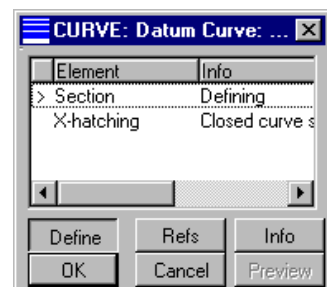 CURVE: Datum Curve: ...
Element Info
> Section Defining
X-hatching Closed curve s
Define Refs Info
OK Cancel Preview